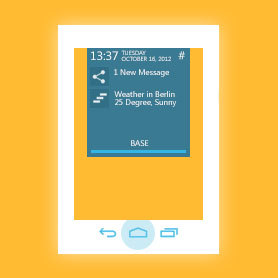 13:37 TUESDAY #
OCTOBER 16, 2012
1 New Message
Weather in Berlin
25 Degree, Sunny
BASE